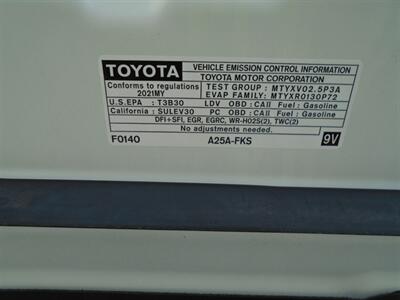 TOYOTA VEHICLE EMISSION CONTROL INFORMATION
TOYOTA MOTOR CORPORATION
Conforms to regulations TEST GROUP : MTYXV02.5P3A
2021MY EVAP FAMILY : MTYXR0130P72
U.S.EPA : T3B30 LDV OBD : CAII Fuel : Gasoline
California : SULEV30 PC OBD : CAII Fuel : Gasoline
DFI+SFI, EGR, EGRC, WR-HO2S(2), TWC(2)
No adjustments needed.
F0140 A25A-FKS 9V